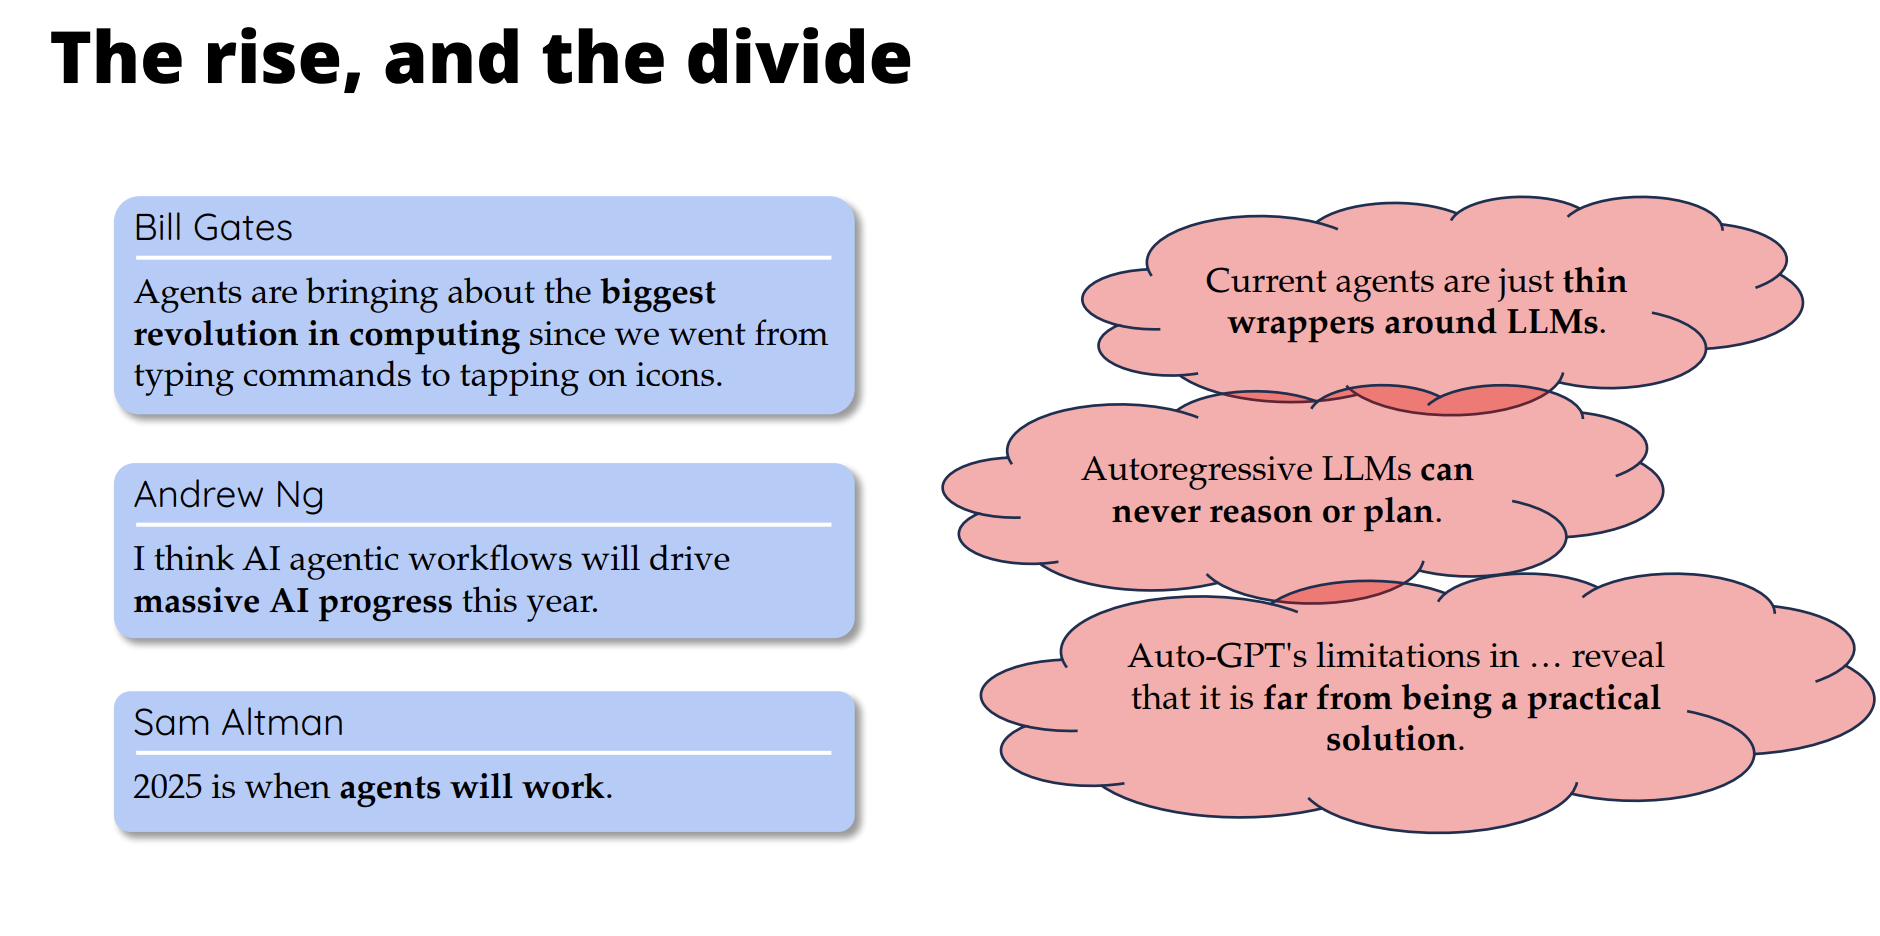 The rise, and the divide
Bill Gates
Agents are bringing about the biggest
revolution in computing since we went from
typing commands to tapping on icons.
Andrew Ng
I think AI agentic workflows will drive
massive AI progress this year.
Sam Altman
2025 is when agents will work.
Current agents are just thin
wrappers around LLMs.
Autoregressive LLMs can
never reason or plan.
Auto-GPT's limitations in … reveal
that it is far from being a practical
solution.